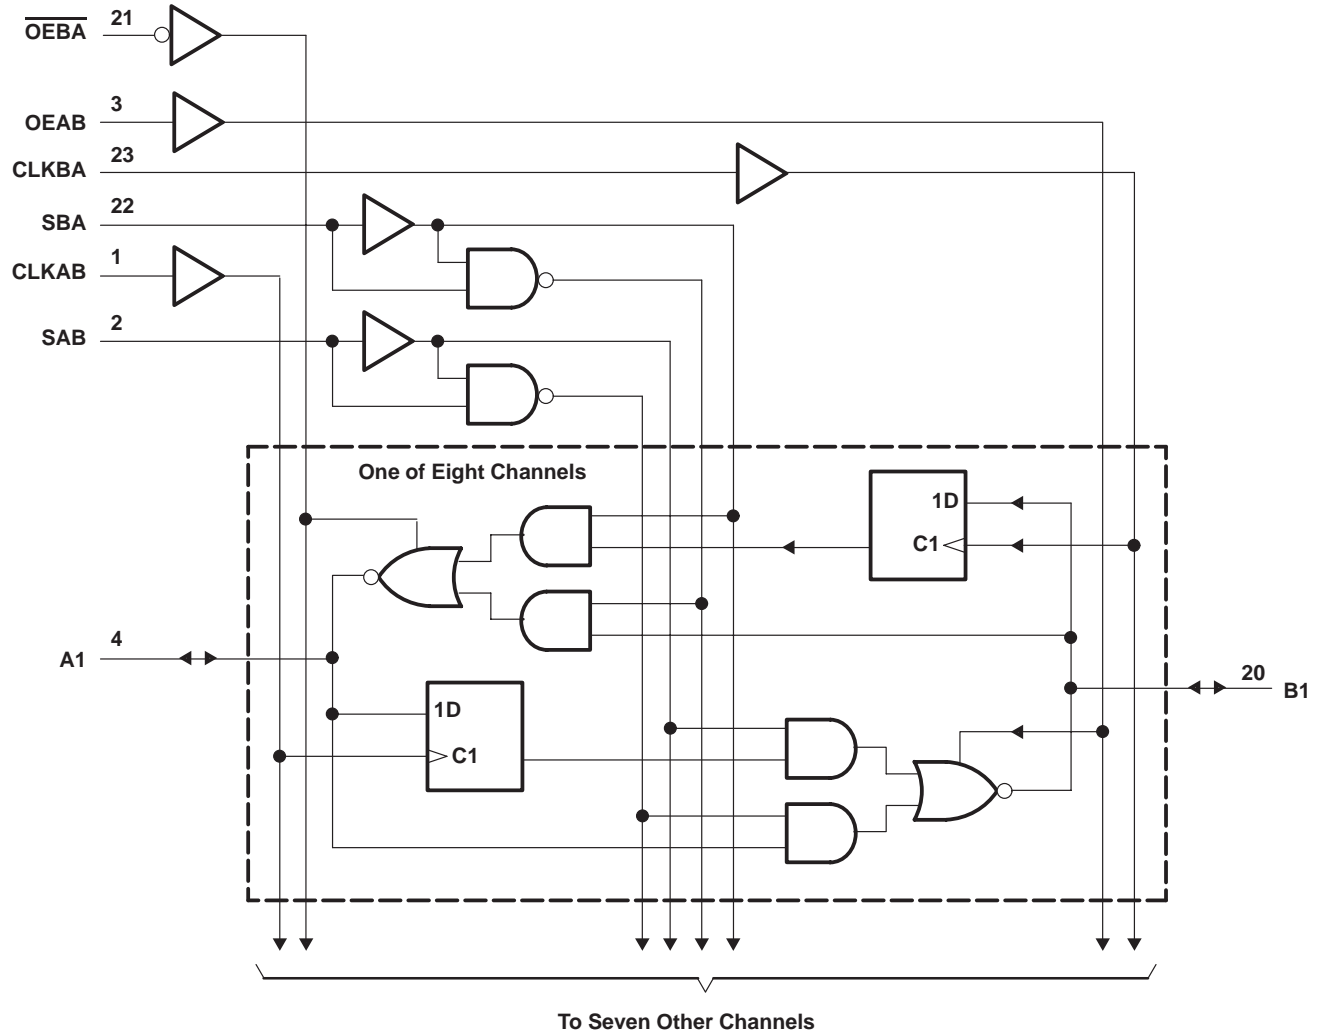 OEBA 21
OEAB 3
CLKBA 23
SBA 22
CLKAB 1
SAB 2
One of Eight Channels
1D
C1
A1 4
20 B1
1D
C1
To Seven Other Channels